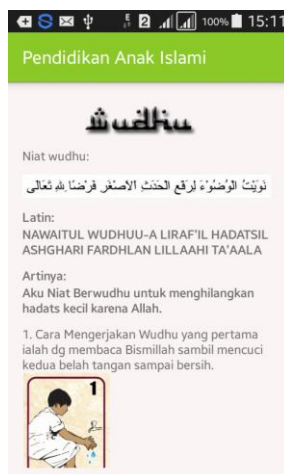 2 100% 15:11
Pendidikan Anak Islami
wudhu
Niat wudhu:
نَوَيْتُ الْوُضُوْءَ لِرَفْعِ الْحَدَثِ الْاَصْغَرِ فَرْضًا لِلّٰهِ تَعَالٰى
Latin:
NAWAITUL WUDHUU-A LIRAF'IL HADATSIL
ASHGHARI FARDHLAN LILLAAHI TA'AALA
Artinya:
Aku Niat Berwudhu untuk menghilangkan
hadats kecil karena Allah.
1. Cara Mengerjakan Wudhu yang pertama
ialah dg membaca Bismillah sambil mencuci
kedua belah tangan sampai bersih.
1